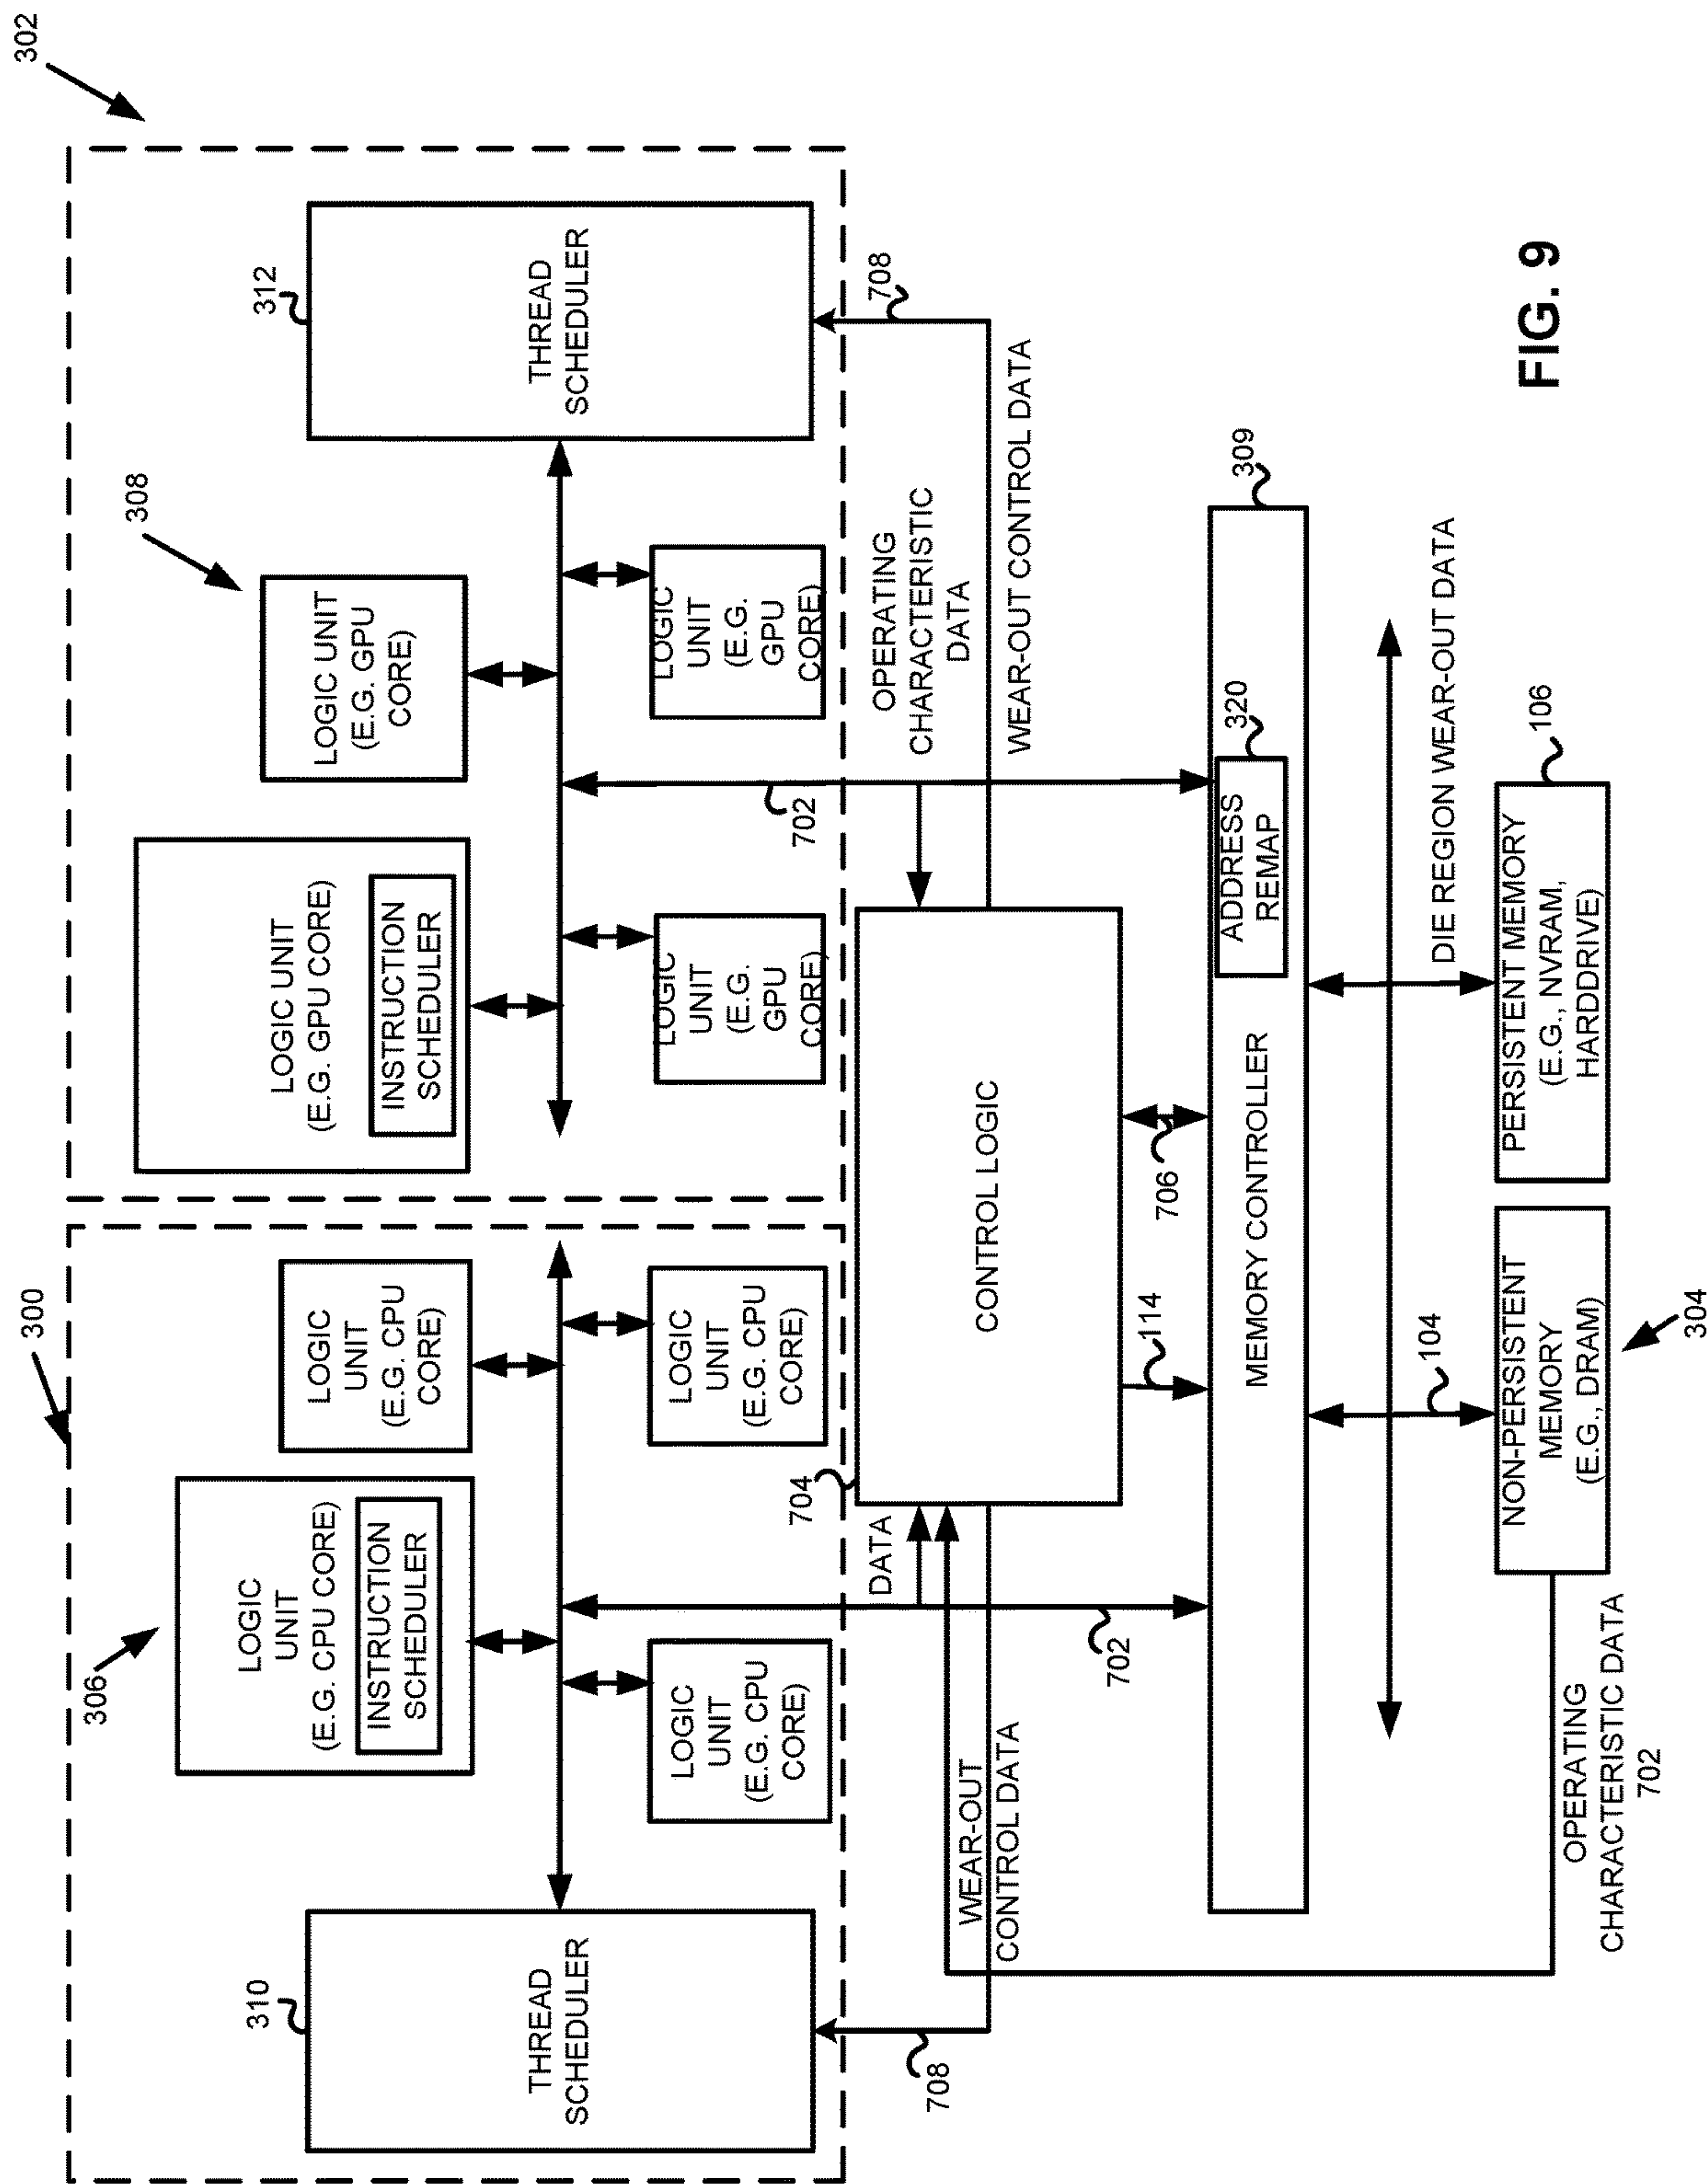 300
302
306
LOGIC
UNIT
(E.G. CPU CORE)
INSTRUCTION
SCHEDULER
LOGIC
UNIT
(E.G. CPU
CORE)
LOGIC UNIT
(E.G. GPU CORE)
INSTRUCTION
SCHEDULER
308
LOGIC UNIT
(E.G. GPU
CORE)
310
THREAD
SCHEDULER
312
THREAD
SCHEDULER
LOGIC
UNIT
(E.G. CPU
CORE)
LOGIC
UNIT
(E.G. CPU
CORE)
LOGIC
UNIT
(E.G.
GPU
CORE)
LOGIC
UNIT
(E.G.
GPU
CORE)
702
708
DATA
704
CONTROL LOGIC
OPERATING
CHARACTERISTIC
DATA
708
WEAR-OUT
CONTROL DATA
WEAR-OUT CONTROL DATA
702
114
706
ADDRESS
REMAP
320
309
MEMORY CONTROLLER
104
DIE REGION WEAR-OUT DATA
NON-PERSISTENT
MEMORY
(E.G., DRAM)
304
PERSISTENT MEMORY
(E.G., NVRAM,
HARDDRIVE)
106
OPERATING
CHARACTERISTIC DATA
702
FIG. 9